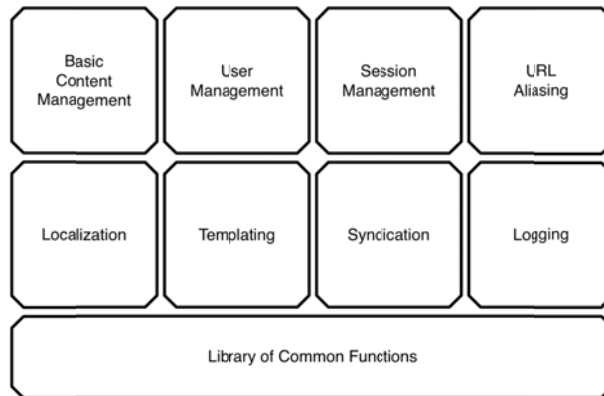 Basic
Content
Management
User
Management
Session
Management
URL
Aliasing
Localization
Templating
Syndication
Logging
Library of Common Functions